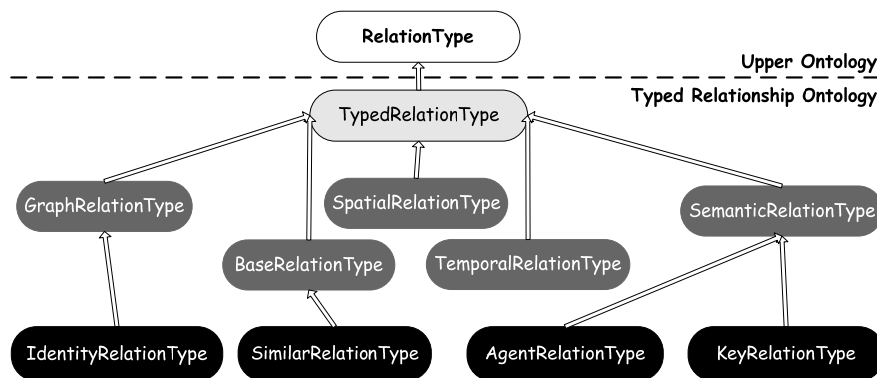 RelationType
Upper Ontology
Typed Relationship Ontology
TypedRelationType
GraphRelationType
SpatialRelationType
SemanticRelationType
BaseRelationType
TemporalRelationType
IdentityRelationType
SimilarRelationType
AgentRelationType
KeyRelationType